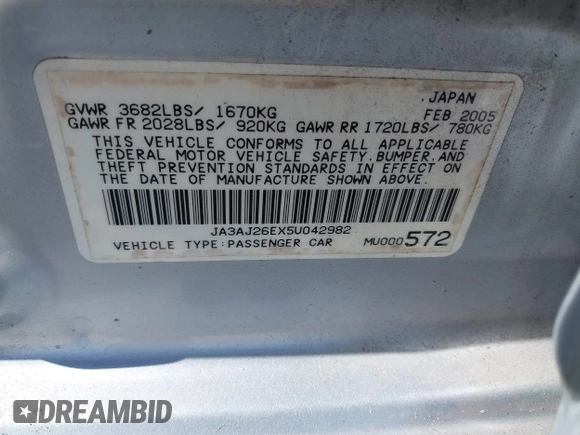 JAPAN
GVWR 3682LBS/ 1670KG FEB 2005
GAWR FR 2028LBS/ 920KG GAWR RR 1720LBS/ 780KG
THIS VEHICLE CONFORMS TO ALL APPLICABLE
FEDERAL MOTOR VEHICLE SAFETY, BUMPER, AND
THEFT PREVENTION STANDARDS IN EFFECT ON
THE DATE OF MANUFACTURE SHOWN ABOVE.
JA3AJ26EX5U042982
VEHICLE TYPE:PASSENGER CAR MU000572
DREAMBID